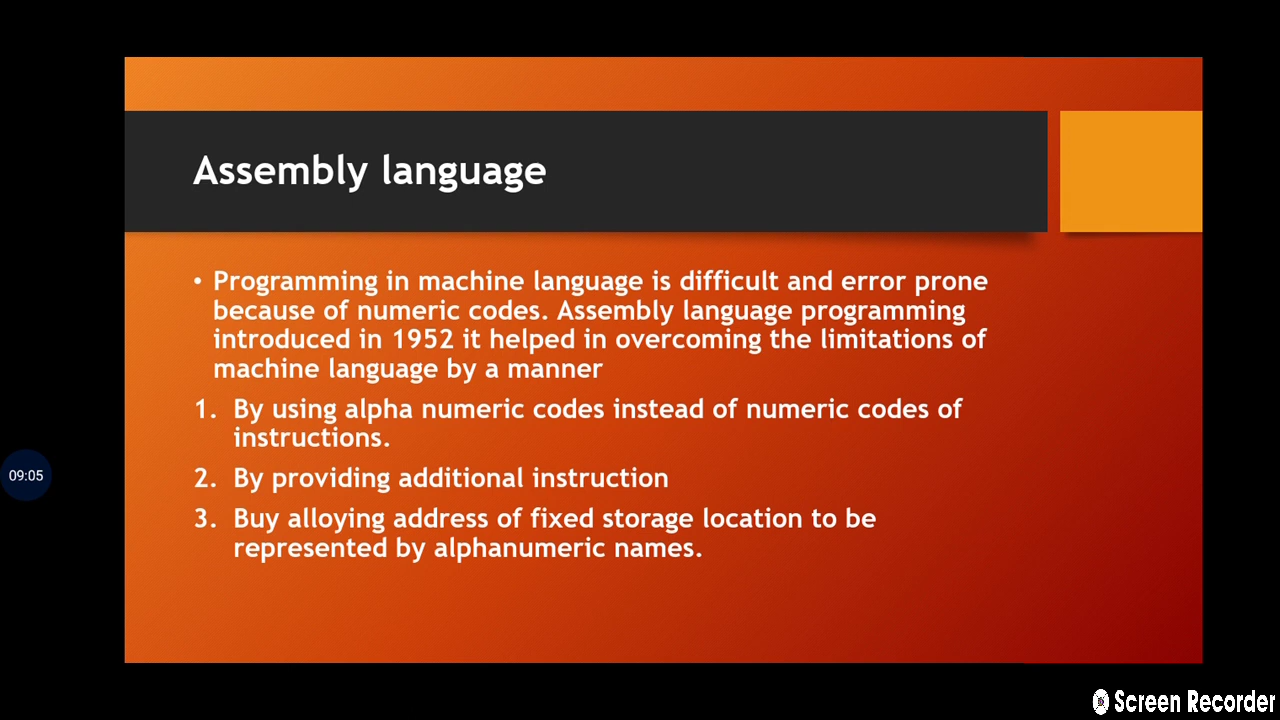 Assembly language
• Programming in machine language is difficult and error prone
because of numeric codes. Assembly language programming
introduced in 1952 it helped in overcoming the limitations of
machine language by a manner
1. By using alpha numeric codes instead of numeric codes of
instructions.
2. By providing additional instruction
3. Buy alloying address of fixed storage location to be
represented by alphanumeric names.
09:05
Screen Recorder